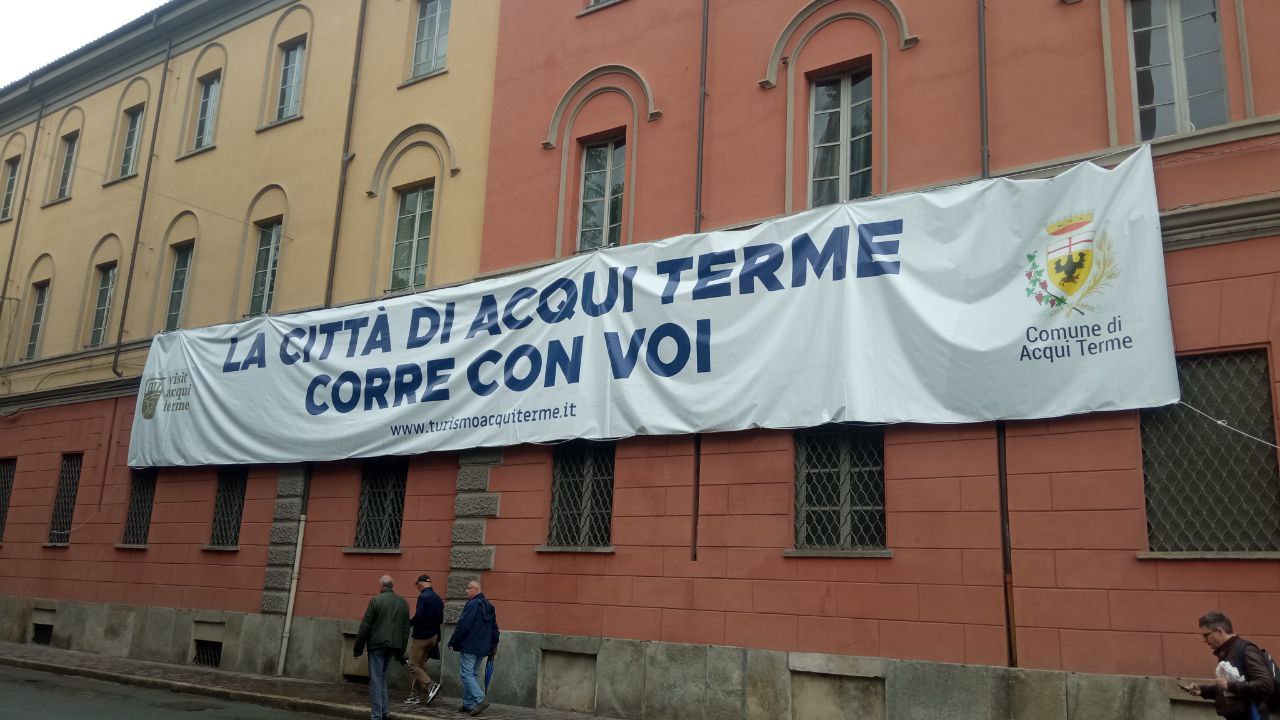 LA CITTÀ DI ACQUI TERME
CORRE CON VOI
www.turismoacquiterme.it
visit
acqui
terme
Comune di
Acqui Terme